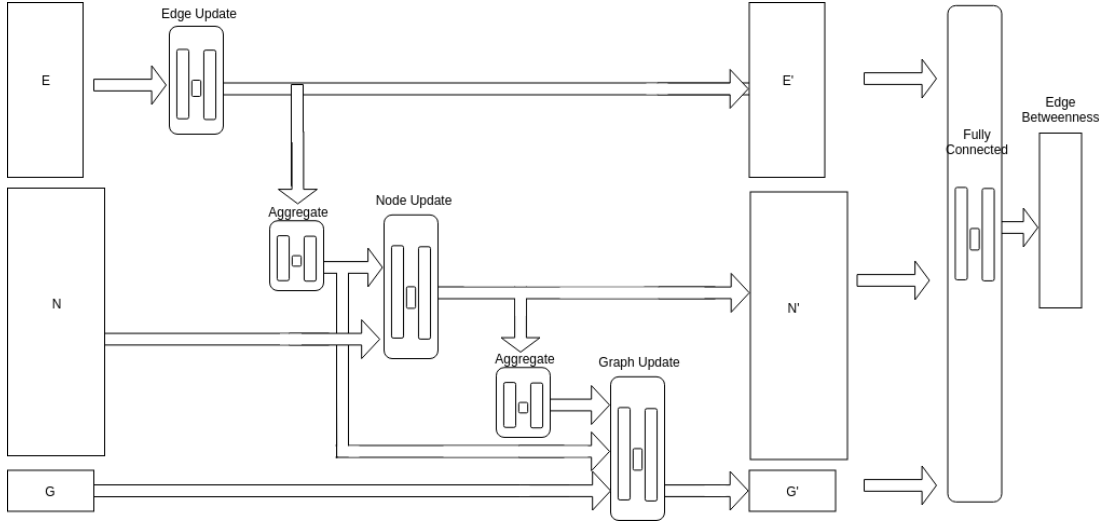 Edge Update
E
E'
Edge
Betweenness
Fully
Connected
Node Update
Aggregate
N
N'
Aggregate
Graph Update
G
G'